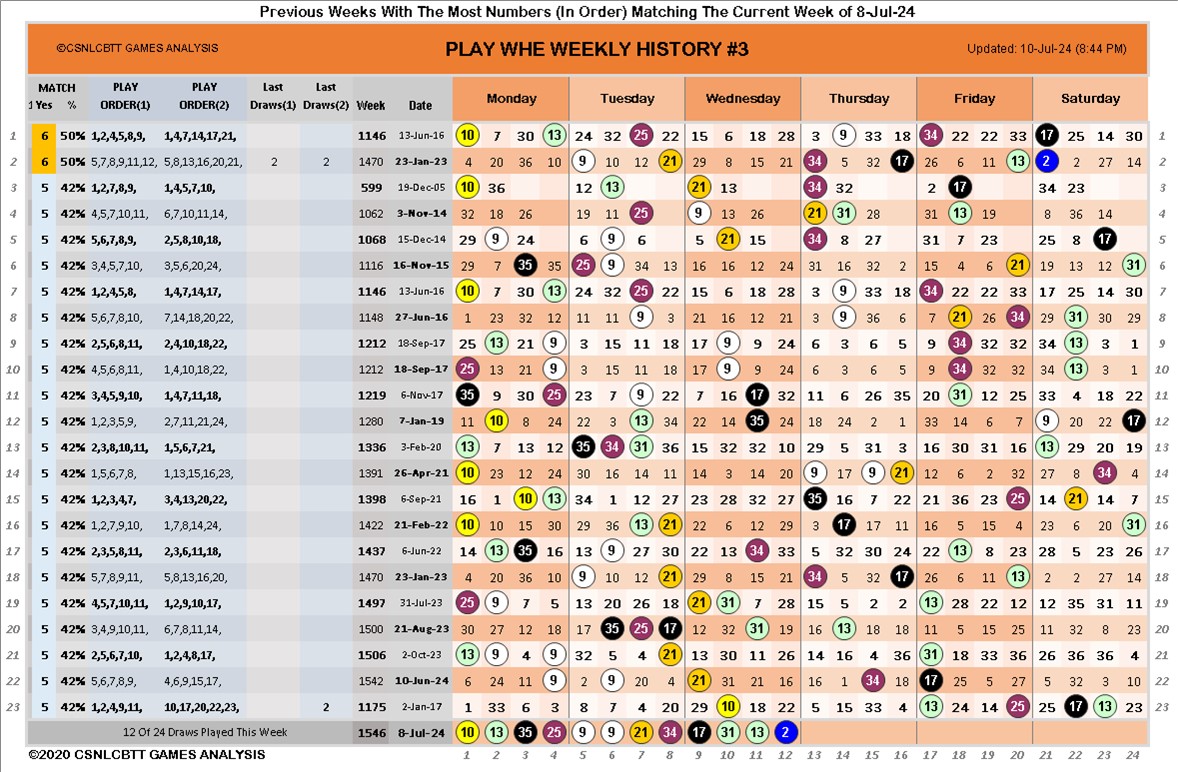 Previous Weeks With The Most Numbers (In Order) Matching The Current Week of 8-Jul-24
©CSNLCBTT GAMES ANALYSIS PLAY WHE WEEKLY HISTORY #3 Updated: 10-Jul-24 (8:44 PM)
MATCH PLAY PLAY Last Last
1 Yes % ORDER(1) ORDER(2) Draws(1) Draws(2) Week Date Monday Tuesday Wednesday Thursday Friday Saturday
1 6 50% 1,2,4,5,8,9, 1,4,7,14,17,21, 1146 13-Jun-16 10 7 30 13 24 32 25 22 15 6 18 28 3 9 33 18 34 22 22 33 17 25 14 30 1
2 6 50% 5,7,8,9,11,12, 5,8,13,16,20,21, 2 2 1470 23-Jan-23 4 20 36 10 9 10 12 21 29 8 15 21 34 5 32 17 26 6 11 13 2 2 27 14 2
3 5 42% 1,2,7,8,9, 1,4,5,7,10, 599 19-Dec-05 10 36 12 13 21 13 34 32 2 17 34 23 3
4 5 42% 4,5,7,10,11, 6,7,10,11,14, 1062 3-Nov-14 32 18 26 19 11 25 9 13 26 21 31 28 31 13 19 8 36 14 4
5 5 42% 5,6,7,8,9, 2,5,8,10,18, 1068 15-Dec-14 29 9 24 6 9 6 5 21 15 34 8 27 31 7 23 25 8 17 5
6 5 42% 3,4,5,7,10, 3,5,6,20,24, 1116 16-Nov-15 29 7 35 35 25 9 34 13 16 16 12 24 31 16 32 2 15 4 6 21 19 13 12 31 6
7 5 42% 1,2,4,5,8, 1,4,7,14,17, 1146 13-Jun-16 10 7 30 13 24 32 25 22 15 6 18 28 3 9 33 18 34 22 22 33 17 25 14 30 7
8 5 42% 5,6,7,8,10, 7,14,18,20,22, 1148 27-Jun-16 1 23 32 12 11 11 9 3 21 16 12 21 3 9 36 6 7 21 26 34 29 31 30 29 8
9 5 42% 2,5,6,8,11, 2,4,10,18,22, 1212 18-Sep-17 25 13 21 9 3 15 11 18 17 9 9 24 6 3 6 5 9 34 32 32 34 13 3 1 9
10 5 42% 4,5,6,8,11, 1,4,10,18,22, 1212 18-Sep-17 25 13 21 9 3 15 11 18 17 9 9 24 6 3 6 5 9 34 32 32 34 13 3 1 10
11 5 42% 3,4,5,9,10, 1,4,7,11,18, 1219 6-Nov-17 35 9 30 25 23 7 9 22 7 16 17 32 11 6 26 35 20 31 12 25 33 4 18 22 11
12 5 42% 1,2,3,5,9, 2,7,11,21,24, 1280 7-Jan-19 11 10 8 24 22 3 13 34 22 14 35 30 18 24 2 1 33 14 6 7 9 20 22 17 12
13 5 42% 2,3,8,10,11, 1,5,6,7,21, 1336 3-Feb-20 13 7 13 12 35 34 31 36 15 32 32 10 29 5 31 3 16 30 31 16 13 29 20 19 13
14 5 42% 1,5,6,7,8, 1,13,15,16,23, 1391 26-Apr-21 10 23 12 24 30 16 14 11 14 3 14 20 9 17 9 21 12 6 2 32 27 8 34 4 14
15 5 42% 1,2,3,4,7, 3,4,13,20,22, 1398 6-Sep-21 16 1 10 13 34 1 12 27 23 28 27 32 35 16 7 22 21 36 23 25 14 21 14 7 15
16 5 42% 1,2,7,9,10, 1,7,8,14,24, 1422 21-Feb-22 10 10 15 30 29 36 13 21 22 6 12 29 3 17 17 11 16 5 15 4 23 6 20 31 16
17 5 42% 2,3,5,8,11, 2,3,6,11,18, 1437 6-Jun-22 14 13 35 16 13 9 27 30 22 13 34 33 5 32 30 24 22 13 8 23 28 5 23 26 17
18 5 42% 5,7,8,9,11, 5,8,13,16,20, 1470 23-Jan-23 4 20 36 10 9 10 12 21 29 8 15 21 34 5 32 17 26 6 11 13 2 2 27 14 18
19 5 42% 4,5,7,10,11, 1,2,9,10,17, 1497 31-Jul-23 25 9 7 5 13 20 26 18 21 31 7 28 15 5 2 2 13 28 22 12 12 35 31 11 19
20 5 42% 3,4,9,10,11, 6,7,8,11,14, 1500 21-Aug-23 30 27 12 18 17 35 25 17 12 32 31 19 16 13 18 18 11 5 15 25 11 32 23 20
21 5 42% 2,5,6,7,10, 1,2,4,8,17, 1506 2-Oct-23 13 9 4 9 32 5 4 21 13 30 11 26 14 16 4 36 31 18 33 36 26 36 36 4 21
22 5 42% 5,6,7,8,9, 4,6,9,15,17, 1542 10-Jun-24 6 24 11 9 2 9 20 4 21 31 21 16 16 1 34 18 17 25 2 27 5 32 3 10 22
23 5 42% 1,2,4,9,11, 10,17,20,22,23, 2 1175 2-Jan-17 1 33 6 3 8 7 4 20 29 10 18 22 5 33 7 4 13 24 14 25 25 17 13 23 23
12 Of 24 Draws Played This Week 1546 8-Jul-24 10 13 35 25 9 9 21 34 17 31 13 2
©2020 CSNLCBTT GAMES ANALYSIS 1 2 3 4 5 6 7 8 9 10 11 12 13 14 15 16 17 18 19 20 21 22 23 24